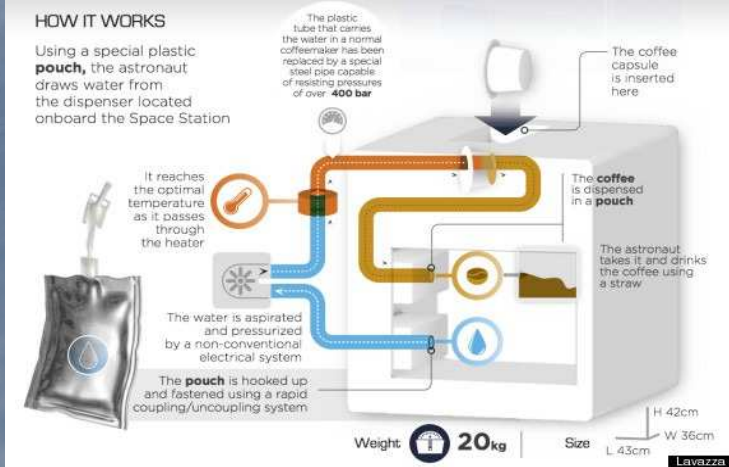 HOW IT WORKS
Using a special plastic
pouch, the astronaut
draws water from
the dispenser located
onboard the Space Station
The plastic
tube that carries
the water in a normal
coffeemaker has been
replaced by a special
steel pipe capable
of resisting pressures
of over 400 bar
The coffee
capsule
is inserted
here
It reaches
the optimal
temperature
as it passes
through
the heater
The coffee
is dispensed
in a pouch
The astronaut
takes it and drinks
the coffee using
a straw
The water is aspirated
and pressurized
by a non-conventional
electrical system
The pouch is hooked up
and fastened using a rapid
coupling/uncoupling system
Weight 20kg
Size
H 42cm
W 36cm
L 43cm
Lavazza